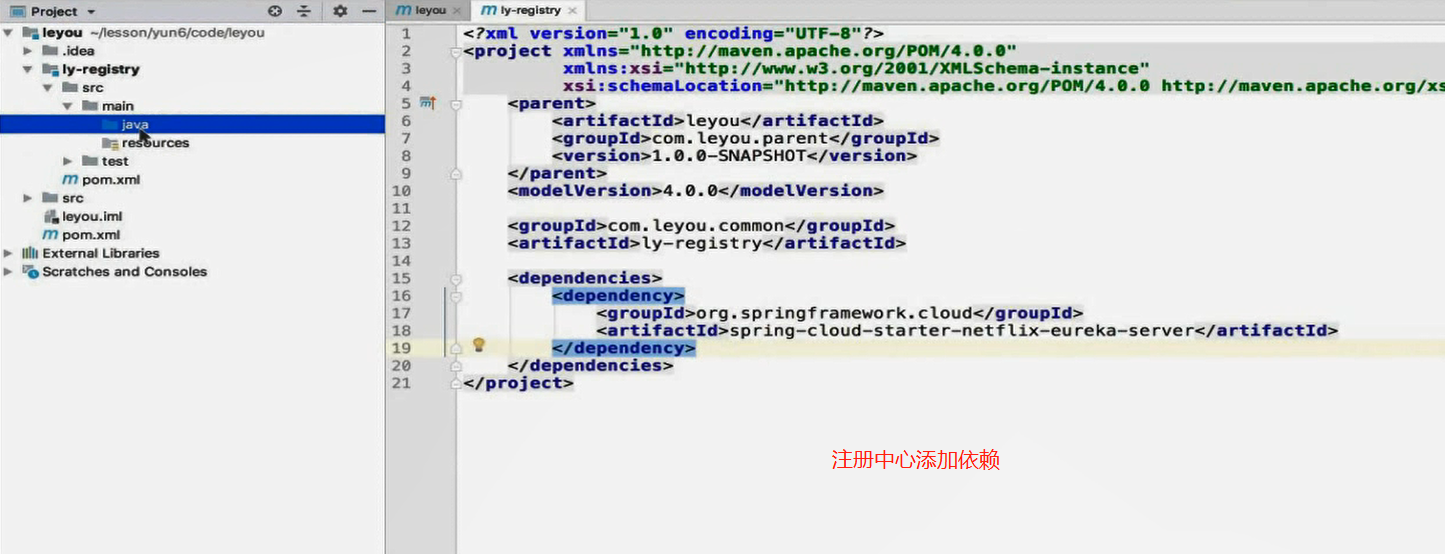 Project
leyou ~/lesson/yun6/code/leyou
.idea
ly-registry
src
main
java
resources
test
pom.xml
src
leyou.iml
pom.xml
External Libraries
Scratches and Consoles
leyou
ly-registry
1 <?xml version="1.0" encoding="UTF-8"?>
2 <project xmlns="http://maven.apache.org/POM/4.0.0"
3 xmlns:xsi="http://www.w3.org/2001/XMLSchema-instance"
4 xsi:schemaLocation="http://maven.apache.org/POM/4.0.0 http://maven.apache.org/xs
5 <parent>
6 <artifactId>leyou</artifactId>
7 <groupId>com.leyou.parent</groupId>
8 <version>1.0.0-SNAPSHOT</version>
9 </parent>
10 <modelVersion>4.0.0</modelVersion>
11
12 <groupId>com.leyou.common</groupId>
13 <artifactId>ly-registry</artifactId>
14
15 <dependencies>
16 <dependency>
17 <groupId>org.springframework.cloud</groupId>
18 <artifactId>spring-cloud-starter-netflix-eureka-server</artifactId>
19 </dependency>
20 </dependencies>
21 </project>
注册中心添加依赖